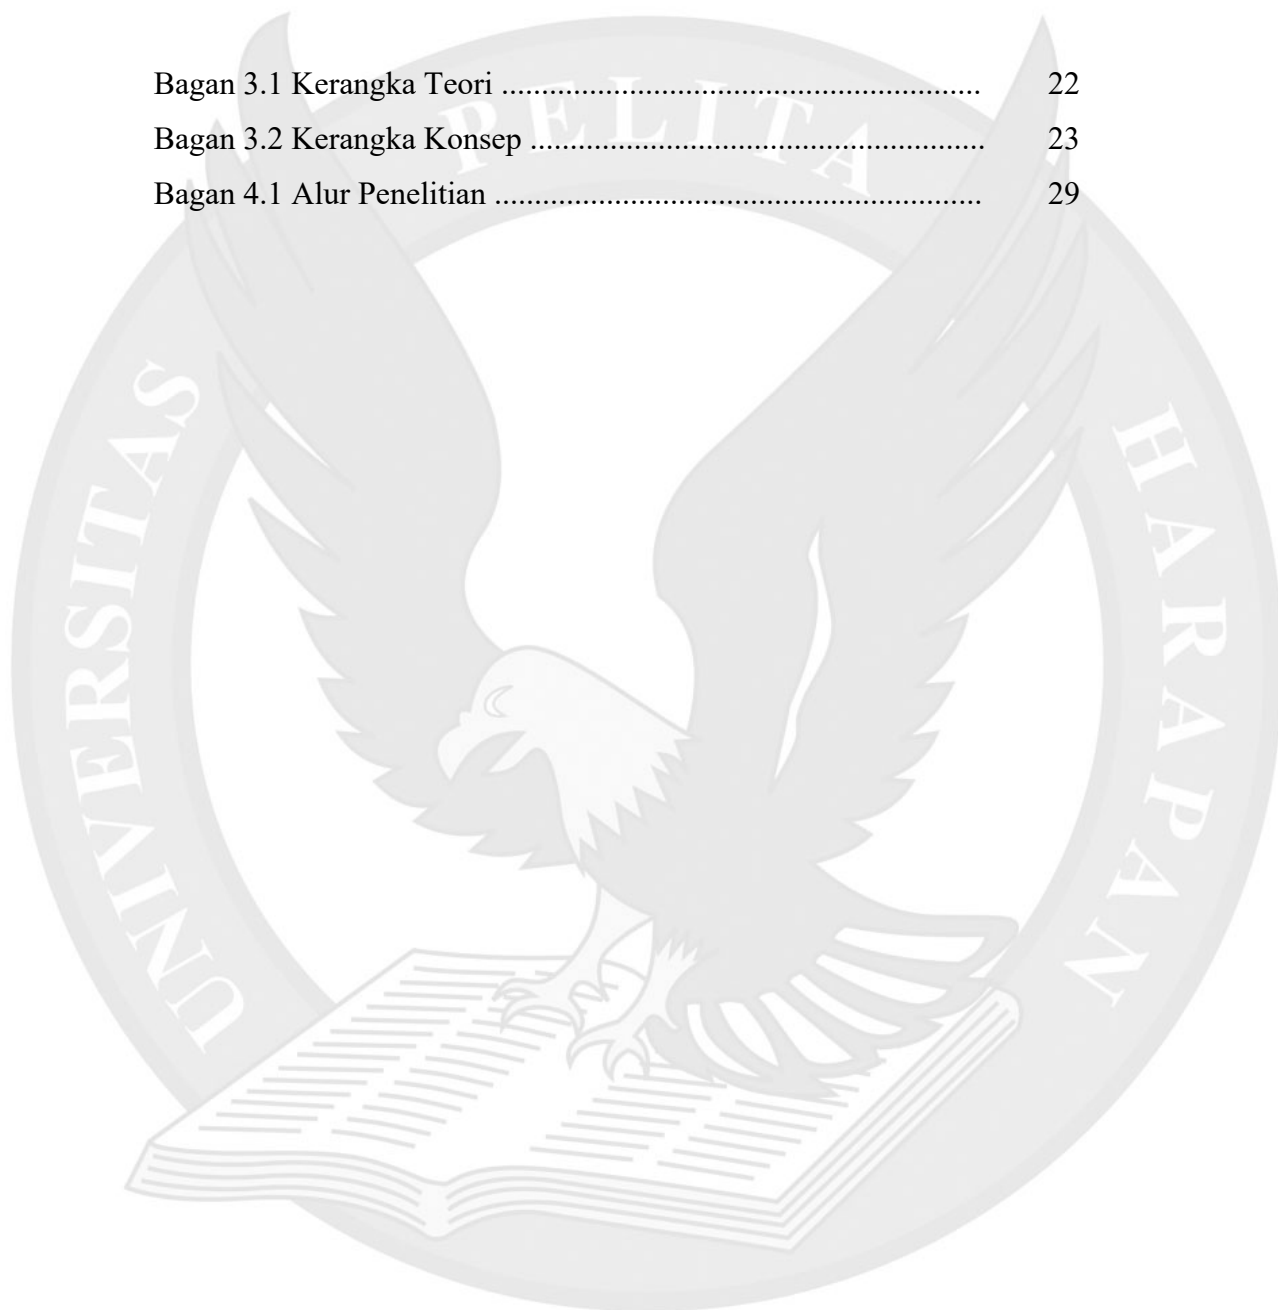 Bagan 3.1 Kerangka Teori ............................................................ 22
Bagan 3.2 Kerangka Konsep ......................................................... 23
Bagan 4.1 Alur Penelitian ............................................................. 29
UNIVERSITAS PELITA HARAPAN